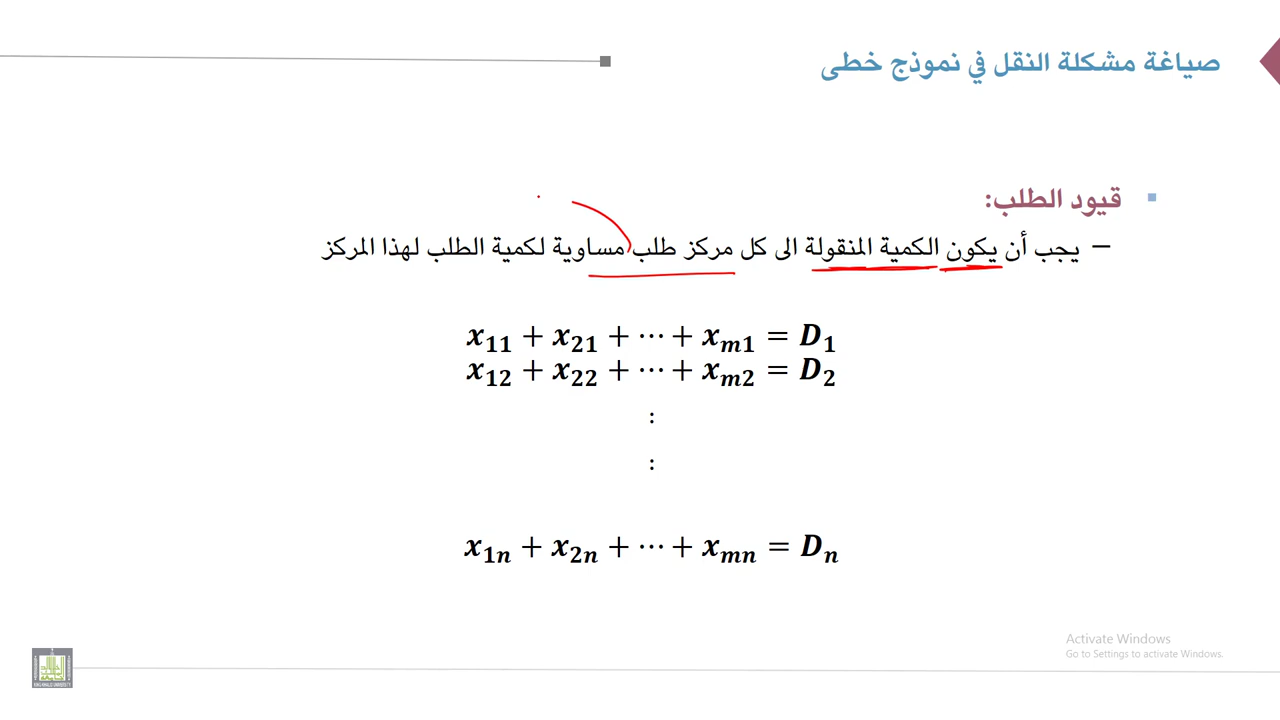 صياغة مشكلة النقل في نموذج خطى
قيود الطلب:
– يجب أن يكون الكمية المنقولة الى كل مركز طلب مساوية لكمية الطلب لهذا المركز
x₁₁ + x₂₁ + ⋯ + xₘ₁ = D₁
x₁₂ + x₂₂ + ⋯ + xₘ₂ = D₂
:
:
x₁ₙ + x₂ₙ + ⋯ + xₘₙ = Dₙ
Activate Windows
Go to Settings to activate Windows.